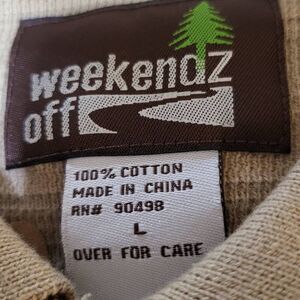 weekendz
off
100% COTTON
MADE IN CHINA
RN# 90498
L
OVER FOR CARE